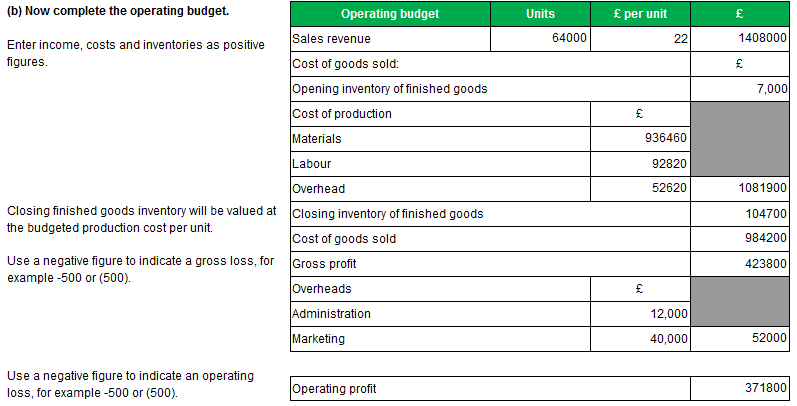 (b) Now complete the operating budget.
Operating budget Units £ per unit £
Enter income, costs and inventories as positive
figures.
Sales revenue 64000 22 1408000
Cost of goods sold: £
Opening inventory of finished goods 7,000
Cost of production £
Materials 936460
Labour 92820
Overhead 52620 1081900
Closing finished goods inventory will be valued at
the budgeted production cost per unit.
Closing inventory of finished goods 104700
Cost of goods sold 984200
Use a negative figure to indicate a gross loss, for
example -500 or (500).
Gross profit 423800
Overheads £
Administration 12,000
Marketing 40,000 52000
Use a negative figure to indicate an operating
loss, for example -500 or (500).
Operating profit 371800